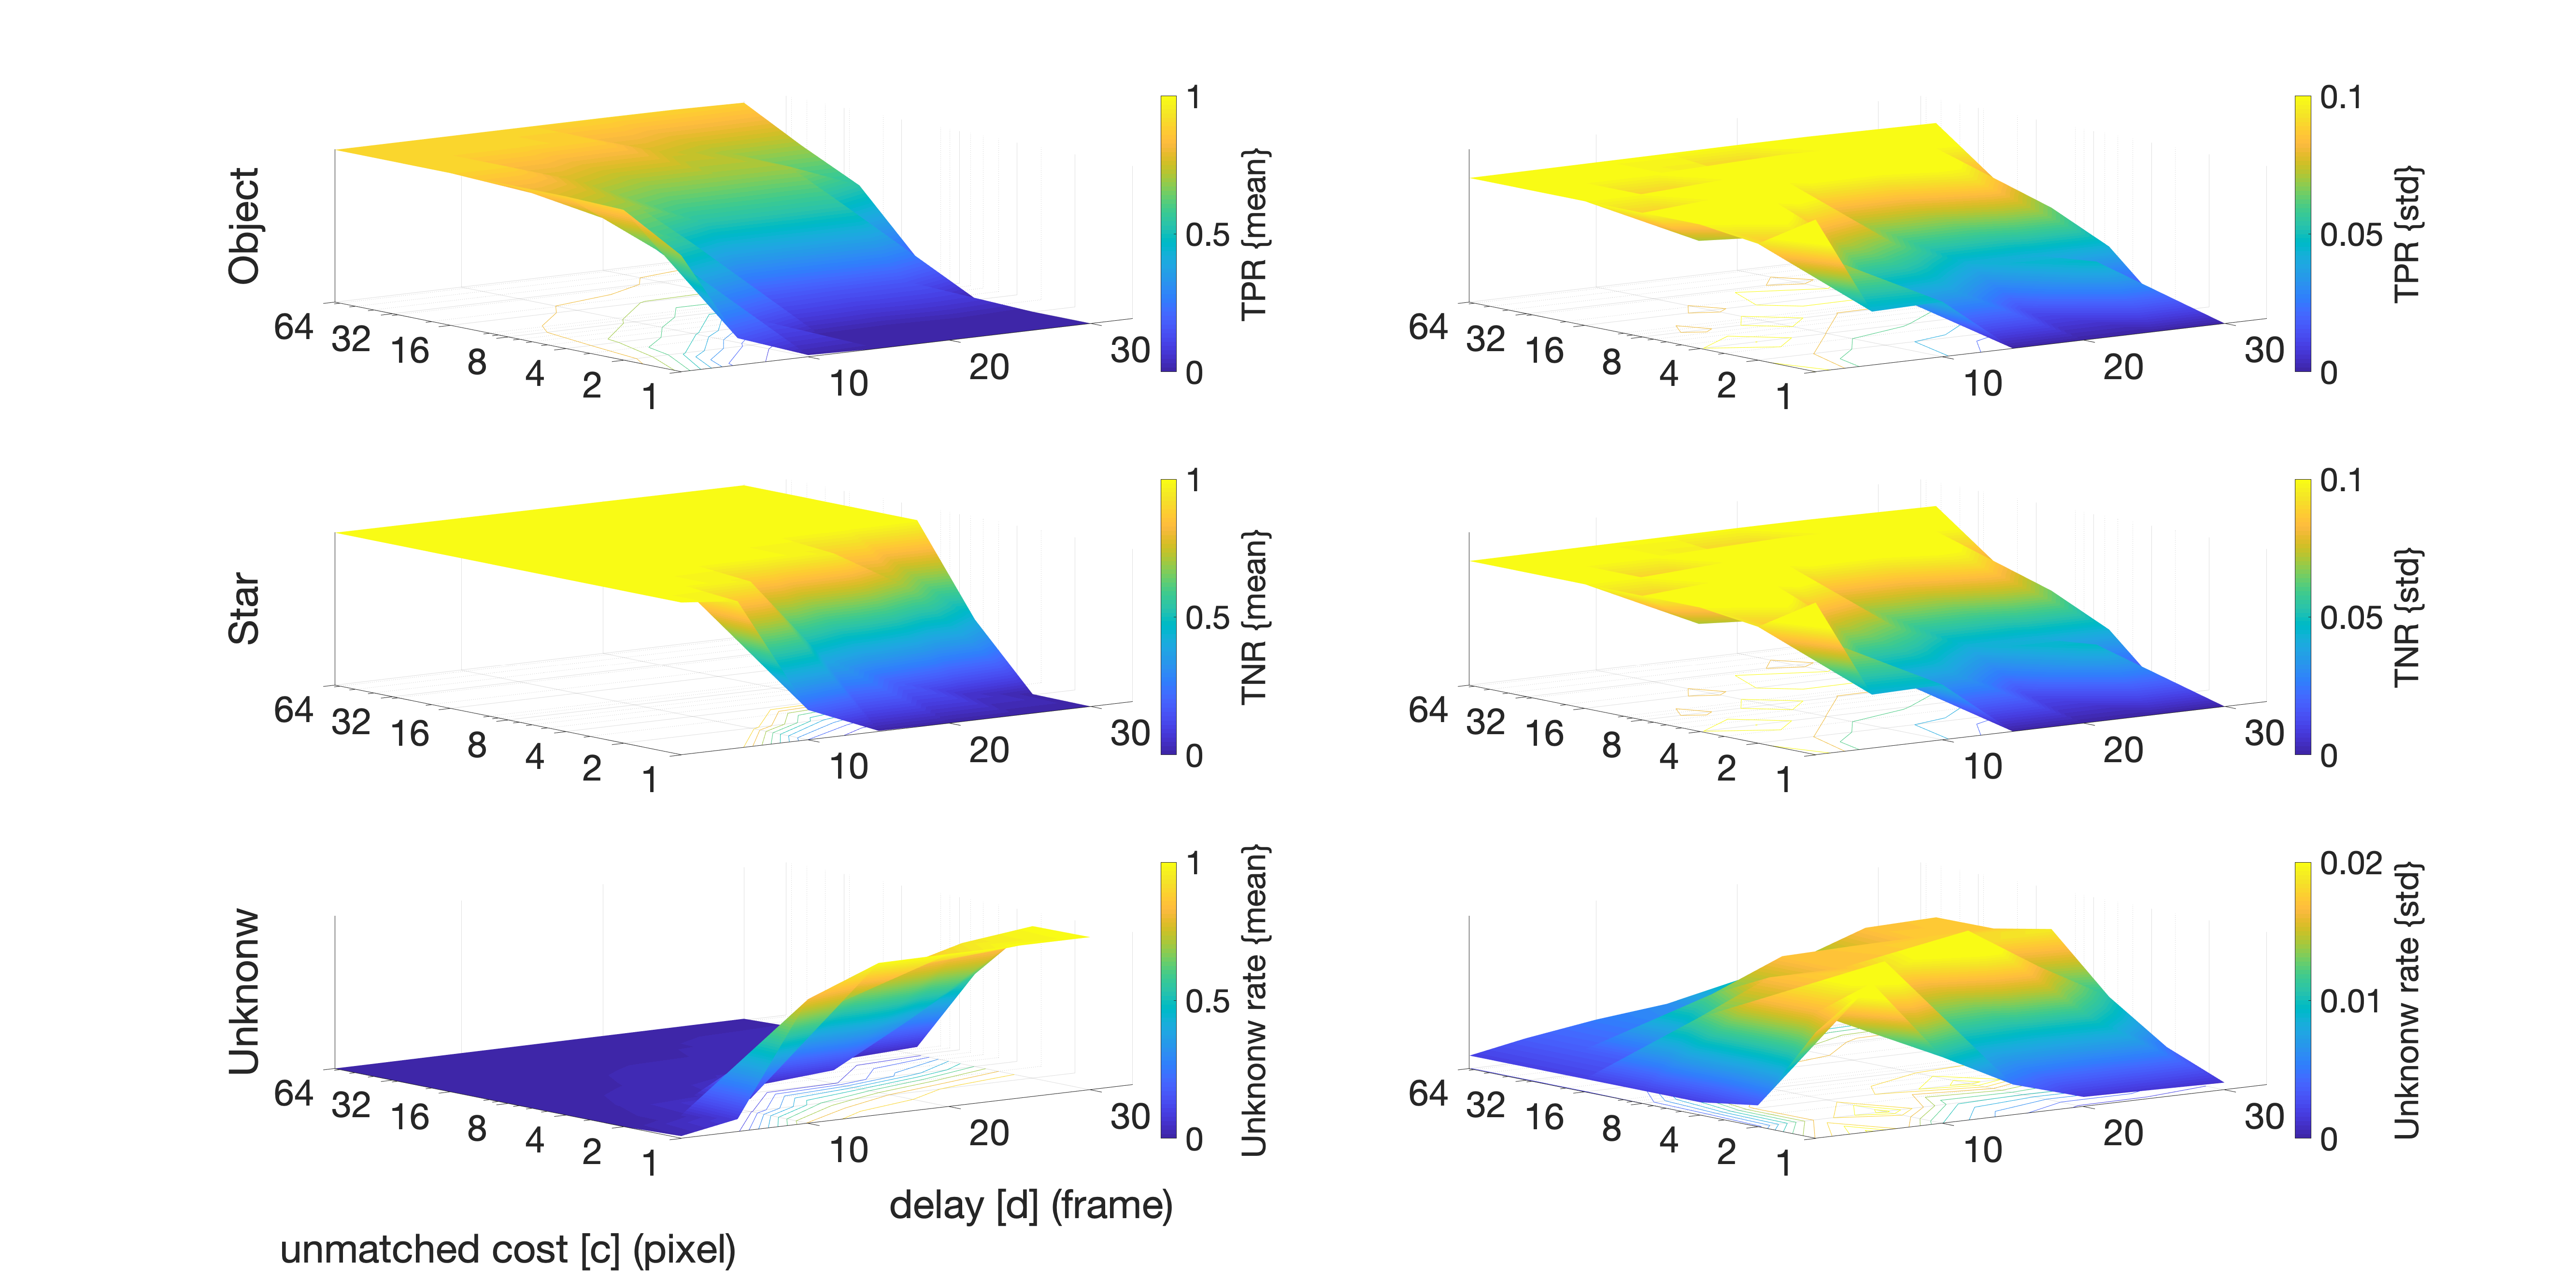 Object
64 32 16 8 4 2 1
10 20 30
1
0.5
0
TPR {mean}
64 32 16 8 4 2 1
10 20 30
0.1
0.05
0
TPR {std}
Star
64 32 16 8 4 2 1
10 20 30
1
0.5
0
TNR {mean}
64 32 16 8 4 2 1
10 20 30
0.1
0.05
0
TNR {std}
Unknonw
64 32 16 8 4 2 1
10 20 30
1
0.5
0
Unknonw rate {mean}
64 32 16 8 4 2 1
10 20 30
0.02
0.01
0
Unknonw rate {std}
delay [d] (frame)
unmatched cost [c] (pixel)